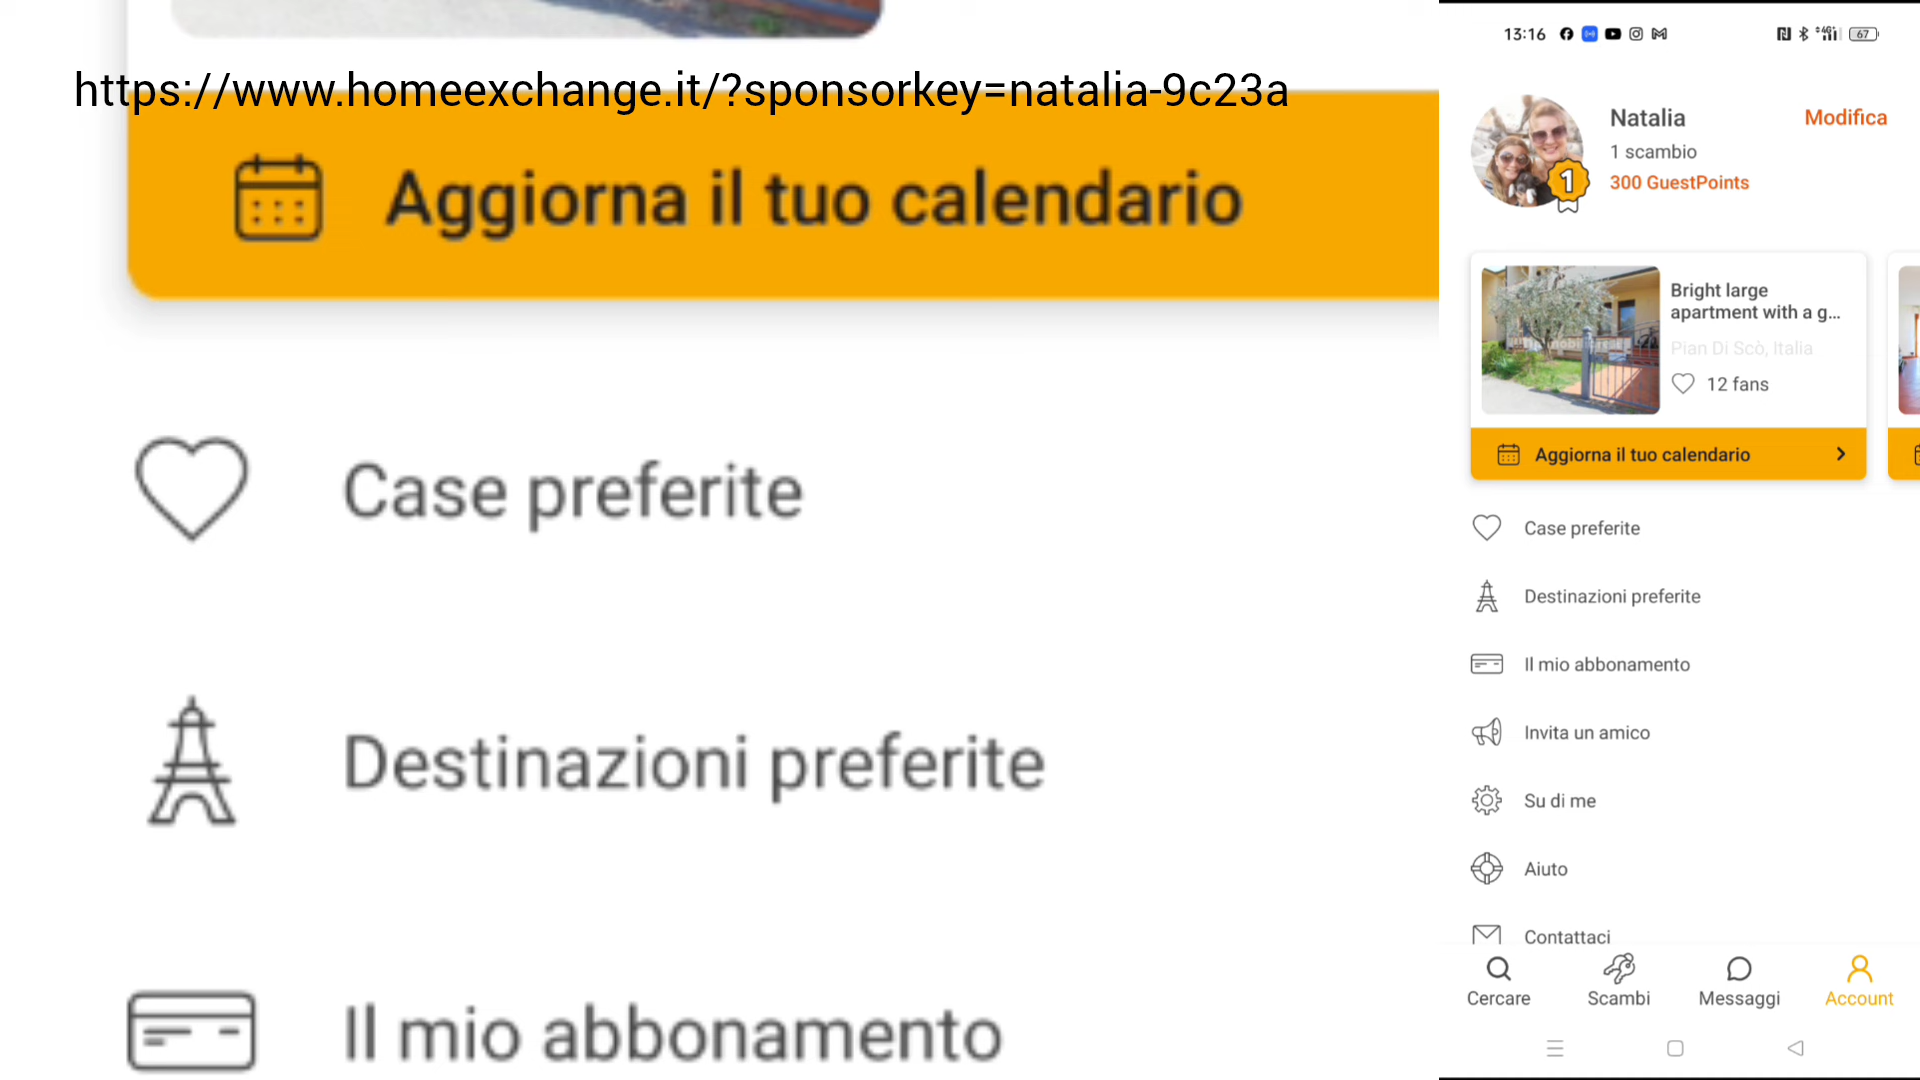 https://www.homeexchange.it/?sponsorkey=natalia-9c23a
Aggiorna il tuo calendario
Case preferite
Destinazioni preferite
Il mio abbonamento
13:16
67
Natalia
Modifica
1 scambio
300 GuestPoints
1
Bright large
apartment with a g...
Pian Di Scò, Italia
12 fans
Aggiorna il tuo calendario
Case preferite
Destinazioni preferite
Il mio abbonamento
Invita un amico
Su di me
Aiuto
Contattaci
Cercare
Scambi
Messaggi
Account